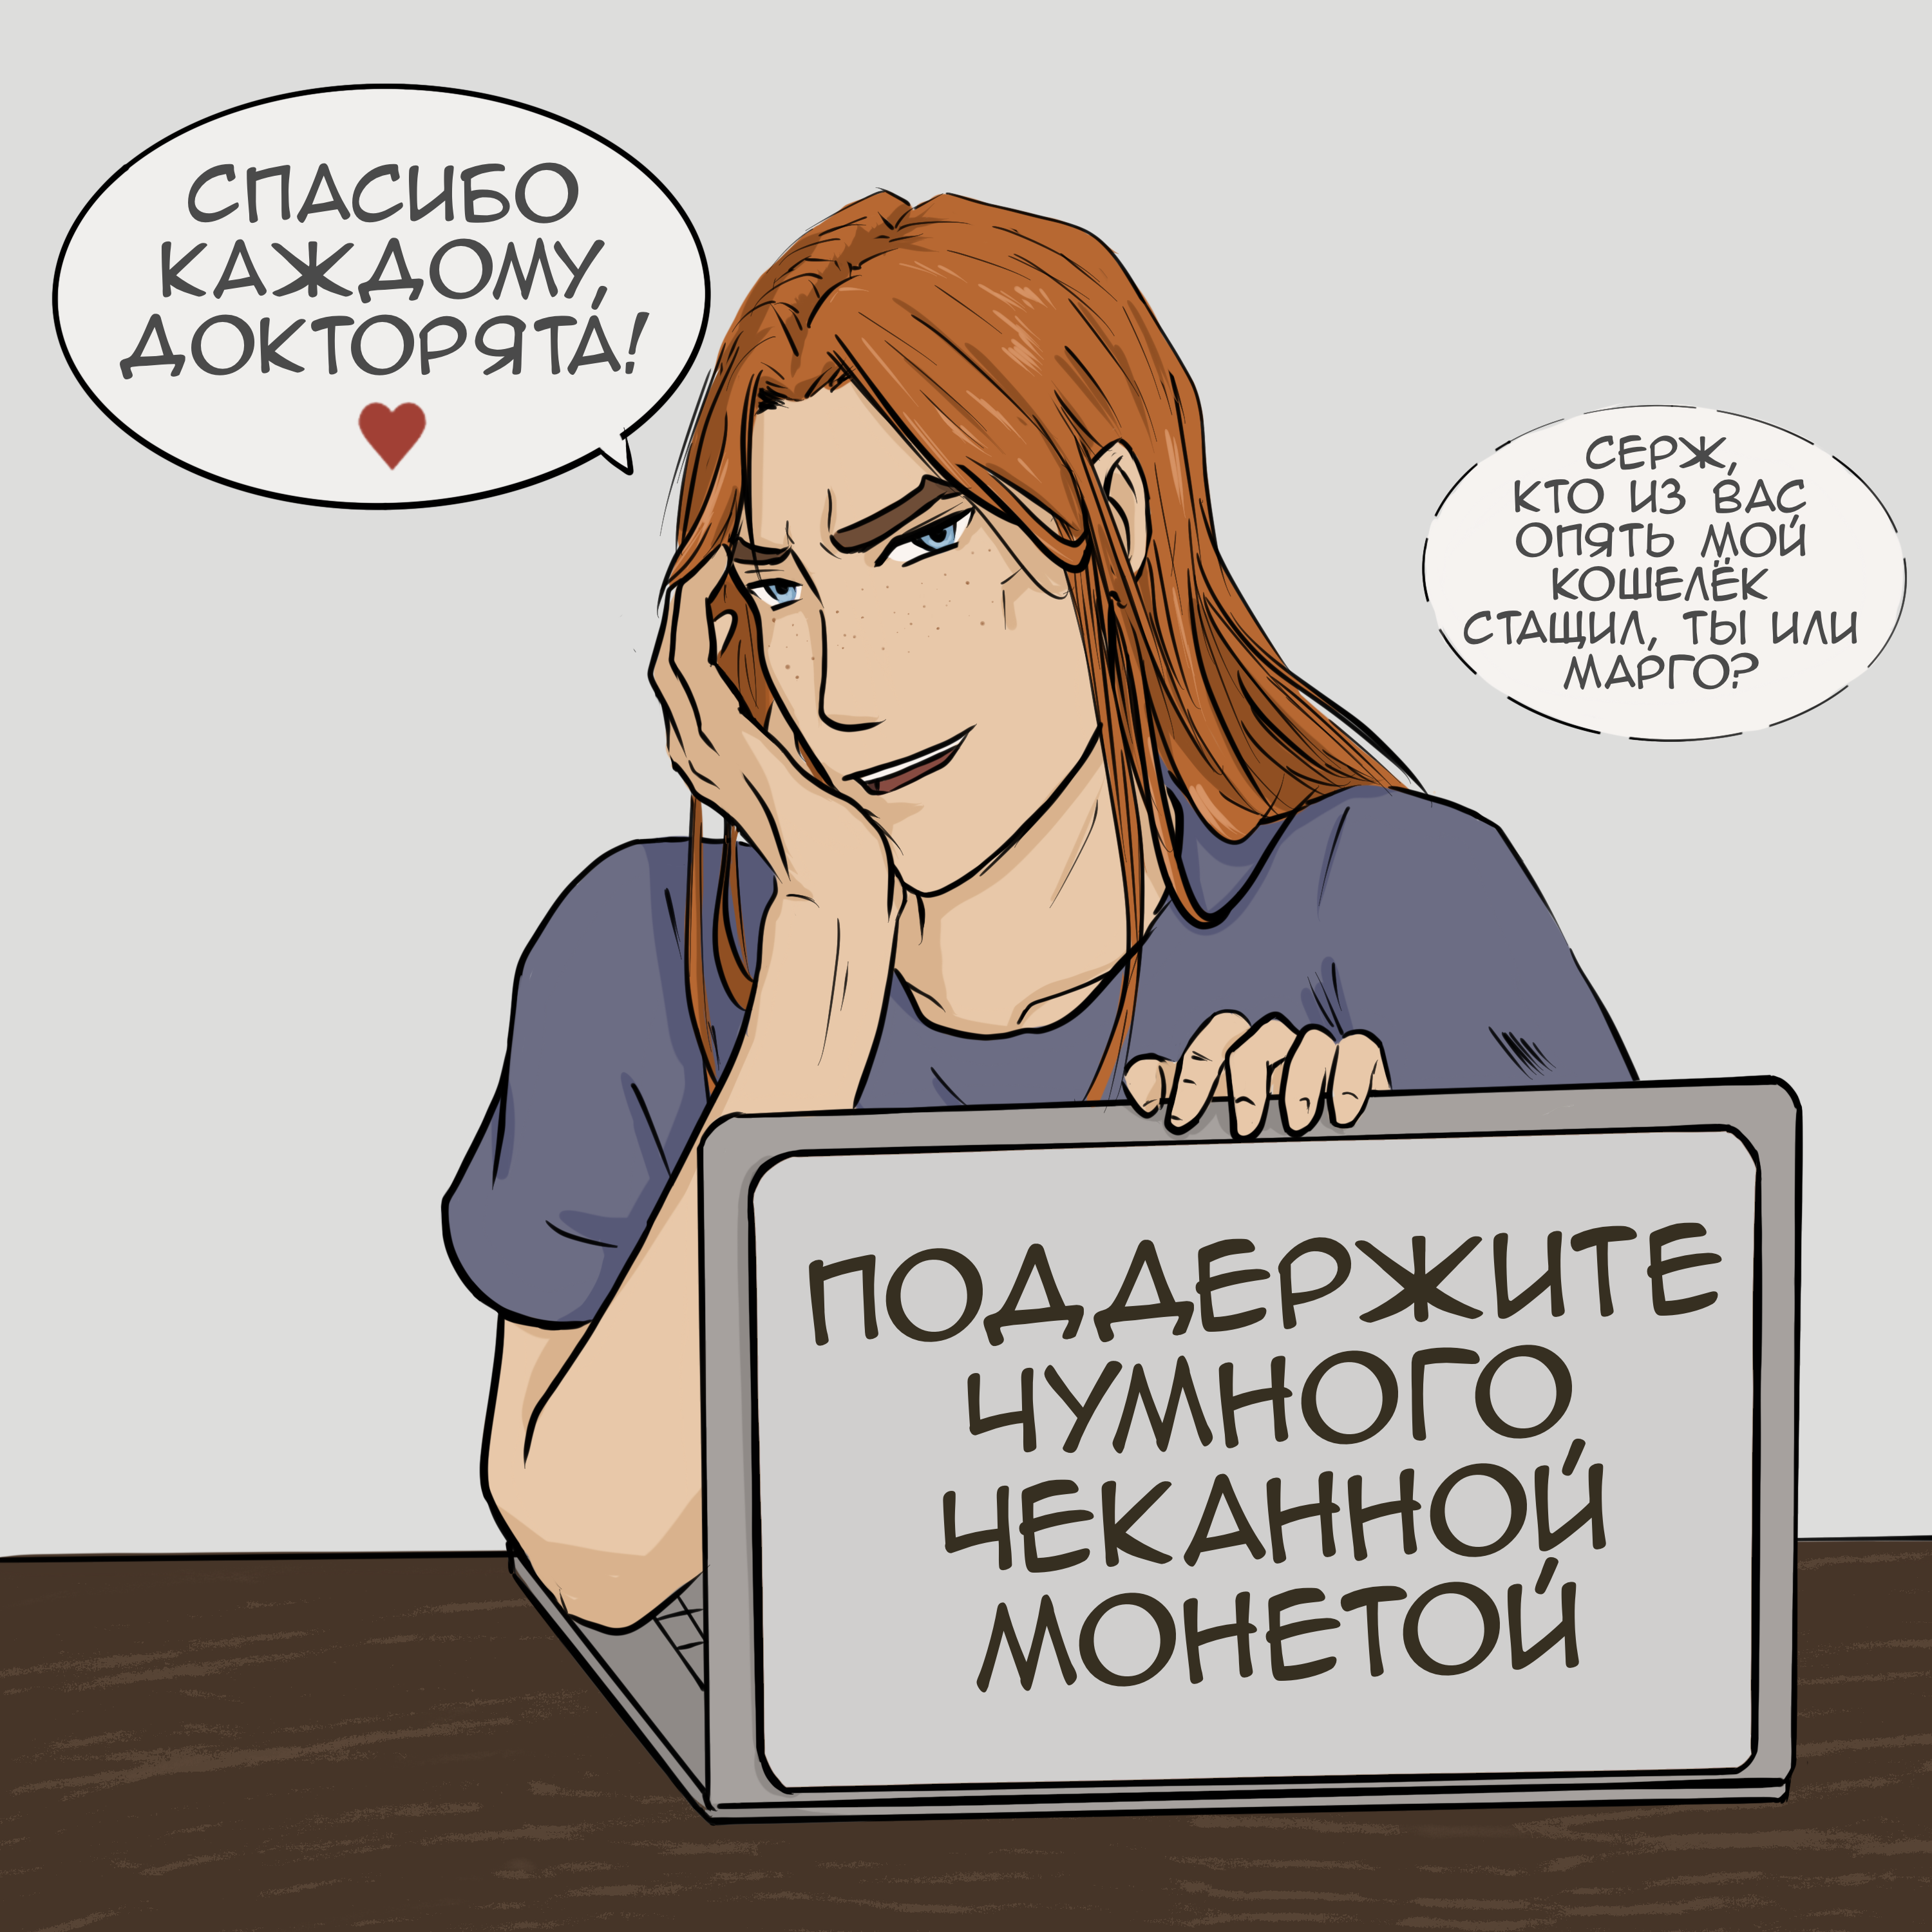 СПАСИБО
КАЖДОМУ,
ДОКТОРЯТА!
СЕРЖ,
КТО ИЗ ВАС
ОПЯТЬ МОЙ
КОШЕЛЁК
СТАЩИЛ, ТЫ ИЛИ
МАРГО?
ПОДДЕРЖИТЕ
ЧУМНОГО
ЧЕКАННОЙ
МОНЕТОЙ